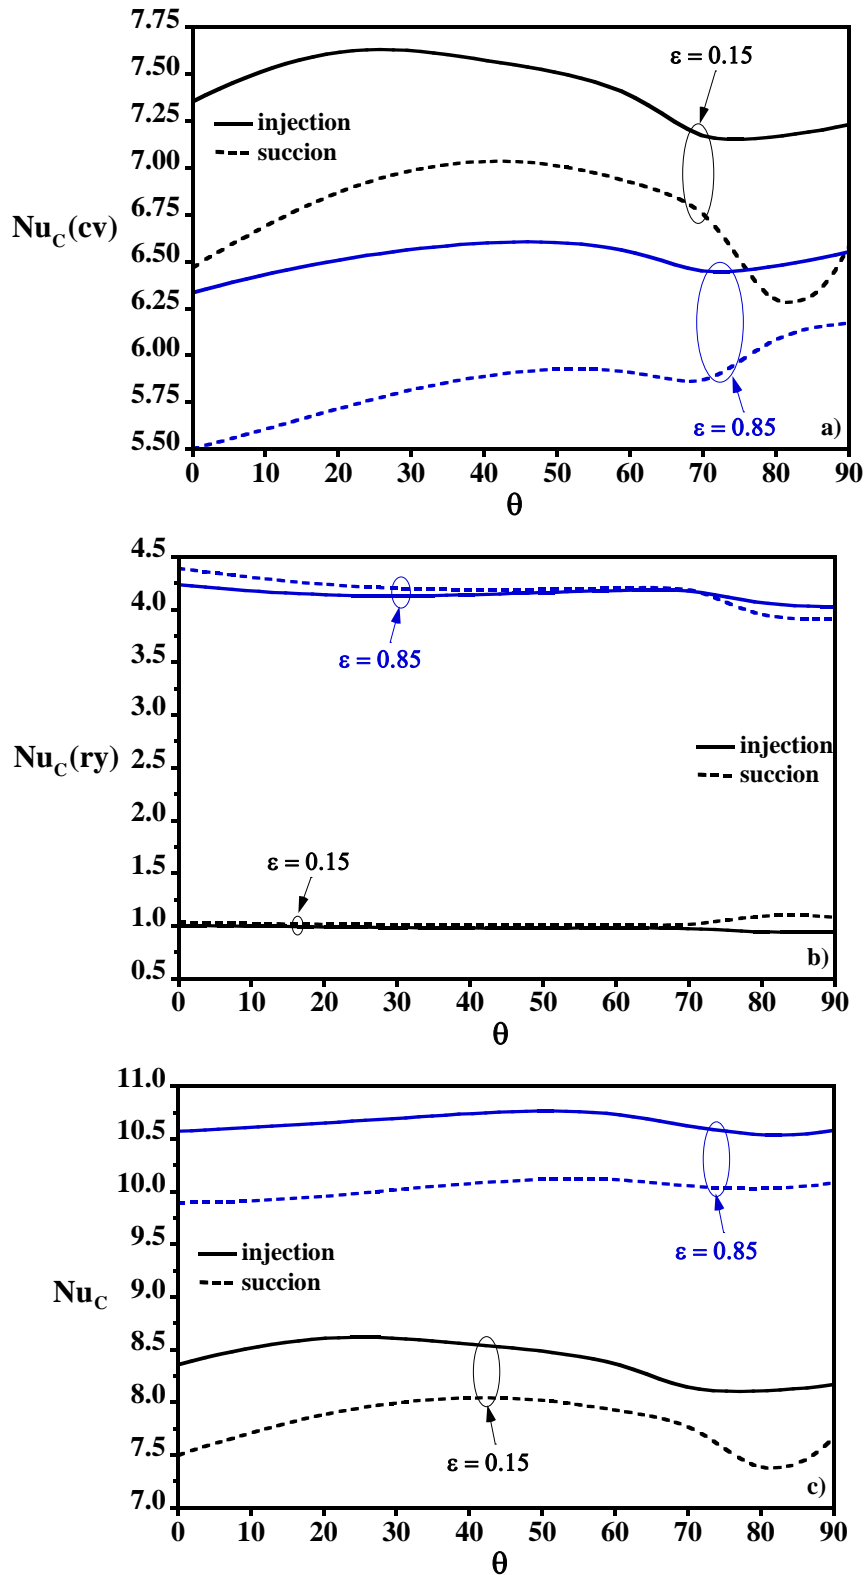 7.75
7.50
7.25
7.00
6.75
6.50
6.25
6.00
5.75
5.50
Nu_C(cv)
ε = 0.15
injection
succion
ε = 0.85
a)
0 10 20 30 40 50 60 70 80 90
θ
4.5
4.0
3.5
3.0
2.5
2.0
1.5
1.0
0.5
Nu_C(ry)
ε = 0.85
injection
succion
ε = 0.15
b)
0 10 20 30 40 50 60 70 80 90
θ
11.0
10.5
10.0
9.5
9.0
8.5
8.0
7.5
7.0
Nu_C
ε = 0.85
injection
succion
ε = 0.15
c)
0 10 20 30 40 50 60 70 80 90
θ